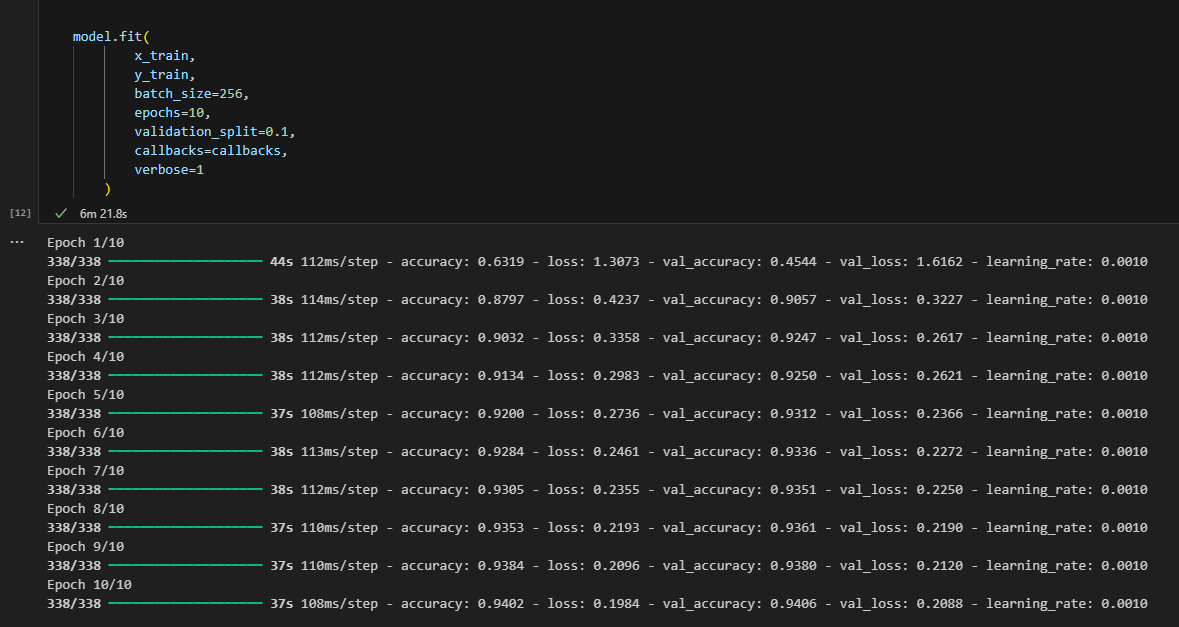 model.fit(
x_train,
y_train,
batch_size=256,
epochs=10,
validation_split=0.1,
callbacks=callbacks,
verbose=1
)
[12] ✓ 6m 21.8s
...
Epoch 1/10
338/338 ━━━━━━━━━━━━━━━━━━━━ 44s 112ms/step - accuracy: 0.6319 - loss: 1.3073 - val_accuracy: 0.4544 - val_loss: 1.6162 - learning_rate: 0.0010
Epoch 2/10
338/338 ━━━━━━━━━━━━━━━━━━━━ 38s 114ms/step - accuracy: 0.8797 - loss: 0.4237 - val_accuracy: 0.9057 - val_loss: 0.3227 - learning_rate: 0.0010
Epoch 3/10
338/338 ━━━━━━━━━━━━━━━━━━━━ 38s 112ms/step - accuracy: 0.9032 - loss: 0.3358 - val_accuracy: 0.9247 - val_loss: 0.2617 - learning_rate: 0.0010
Epoch 4/10
338/338 ━━━━━━━━━━━━━━━━━━━━ 38s 112ms/step - accuracy: 0.9134 - loss: 0.2983 - val_accuracy: 0.9250 - val_loss: 0.2621 - learning_rate: 0.0010
Epoch 5/10
338/338 ━━━━━━━━━━━━━━━━━━━━ 37s 108ms/step - accuracy: 0.9200 - loss: 0.2736 - val_accuracy: 0.9312 - val_loss: 0.2366 - learning_rate: 0.0010
Epoch 6/10
338/338 ━━━━━━━━━━━━━━━━━━━━ 38s 113ms/step - accuracy: 0.9284 - loss: 0.2461 - val_accuracy: 0.9336 - val_loss: 0.2272 - learning_rate: 0.0010
Epoch 7/10
338/338 ━━━━━━━━━━━━━━━━━━━━ 38s 112ms/step - accuracy: 0.9305 - loss: 0.2355 - val_accuracy: 0.9351 - val_loss: 0.2250 - learning_rate: 0.0010
Epoch 8/10
338/338 ━━━━━━━━━━━━━━━━━━━━ 37s 110ms/step - accuracy: 0.9353 - loss: 0.2193 - val_accuracy: 0.9361 - val_loss: 0.2190 - learning_rate: 0.0010
Epoch 9/10
338/338 ━━━━━━━━━━━━━━━━━━━━ 37s 110ms/step - accuracy: 0.9384 - loss: 0.2096 - val_accuracy: 0.9380 - val_loss: 0.2120 - learning_rate: 0.0010
Epoch 10/10
338/338 ━━━━━━━━━━━━━━━━━━━━ 37s 108ms/step - accuracy: 0.9402 - loss: 0.1984 - val_accuracy: 0.9406 - val_loss: 0.2088 - learning_rate: 0.0010